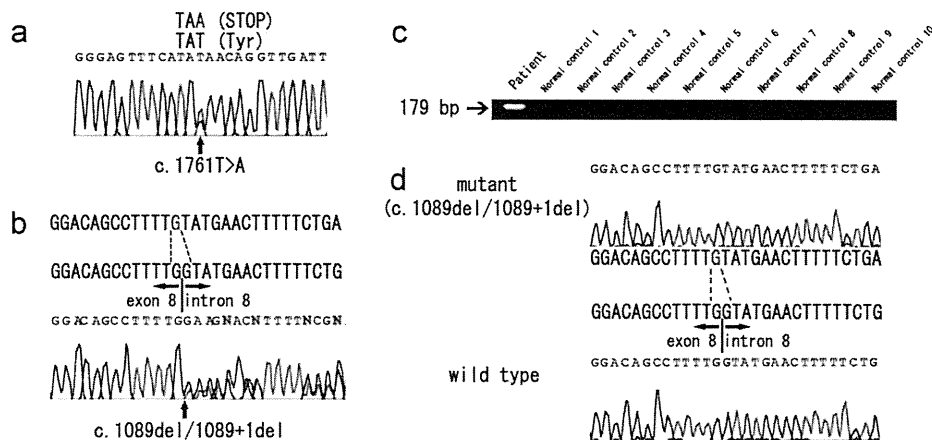 a
TAA (STOP)
TAT (Tyr)
GGGAGTTTCATATAACAGGTTGATT
c. 1761T>A
b
GGACAGCCTTTTGTATGAACTTTTTCTGA
GGACAGCCTTTTGGTATGAACTTTTTCTG
exon 8 intron 8
GGACAGCCTTTTGGAAGNACNTTTTNCGN
c. 1089del/1089+1del
c
Patient
Normal control 1
Normal control 2
Normal control 3
Normal control 4
Normal control 5
Normal control 6
Normal control 7
Normal control 8
Normal control 9
Normal control 10
179 bp
d
mutant
(c. 1089del/1089+1del)
GGACAGCCTTTTGTATGAACTTTTTCTGA
GGACAGCCTTTTGTATGAACTTTTTCTGA
GGACAGCCTTTTGGTATGAACTTTTTCTG
exon 8 intron 8
wild type
GGACAGCCTTTTGGTATGAACTTTTTCTG